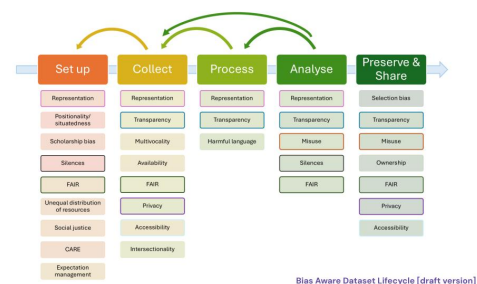 Set up
Collect
Process
Analyse
Preserve &
Share
Representation
Positionality/
situatedness
Scholarship bias
Silences
FAIR
Unequal distribution
of resources
Social justice
CARE
Expectation
management
Representation
Transparency
Multivocality
Availability
FAIR
Privacy
Accessibility
Intersectionality
Representation
Transparency
Harmful language
Representation
Transparency
Misuse
Silences
FAIR
Selection bias
Transparency
Misuse
Ownership
FAIR
Privacy
Accessibility
Bias Aware Dataset Lifecycle [draft version]